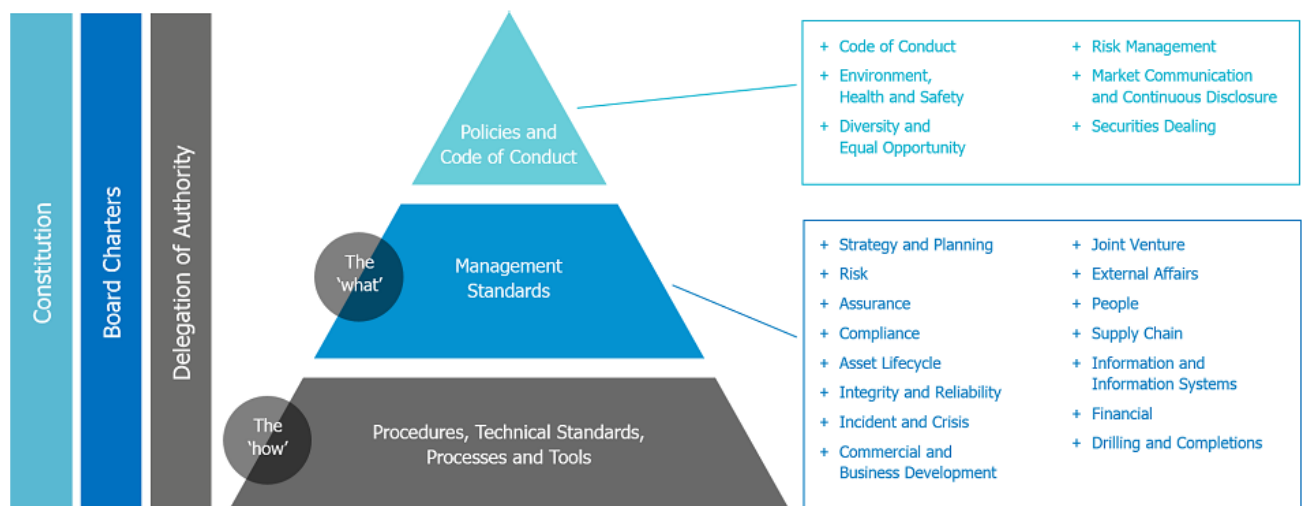 Constitution
Board Charters
Delegation of Authority
Policies and
Code of Conduct
The
‘what’
Management
Standards
The
‘how’
Procedures, Technical Standards,
Processes and Tools
+ Code of Conduct
+ Environment,
Health and Safety
+ Diversity and
Equal Opportunity
+ Risk Management
+ Market Communication
and Continuous Disclosure
+ Securities Dealing
+ Strategy and Planning
+ Risk
+ Assurance
+ Compliance
+ Asset Lifecycle
+ Integrity and Reliability
+ Incident and Crisis
+ Commercial and
Business Development
+ Joint Venture
+ External Affairs
+ People
+ Supply Chain
+ Information and
Information Systems
+ Financial
+ Drilling and Completions